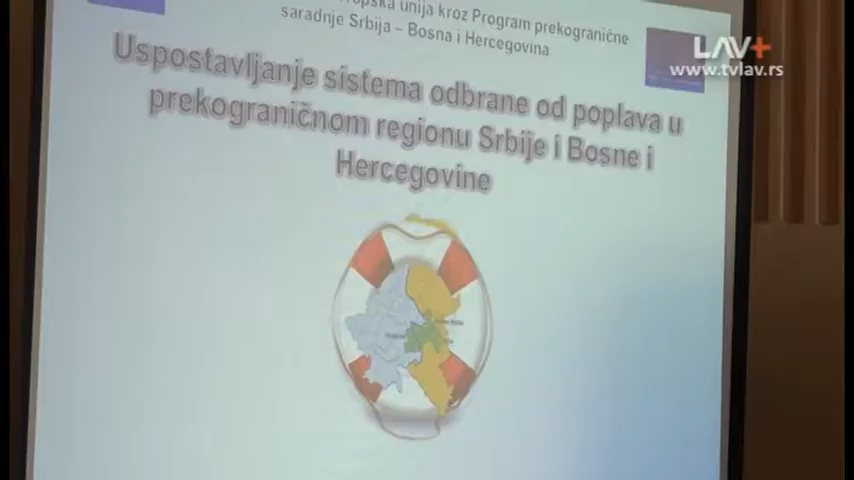 unija kroz Program prekogranične
saradnje Srbija – Bosna i Hercegovina
LAV+
www.tvlav.rs
Uspostavljanje sistema odbrane od poplava u
prekograničnom regionu Srbije i Bosne i
Hercegovine